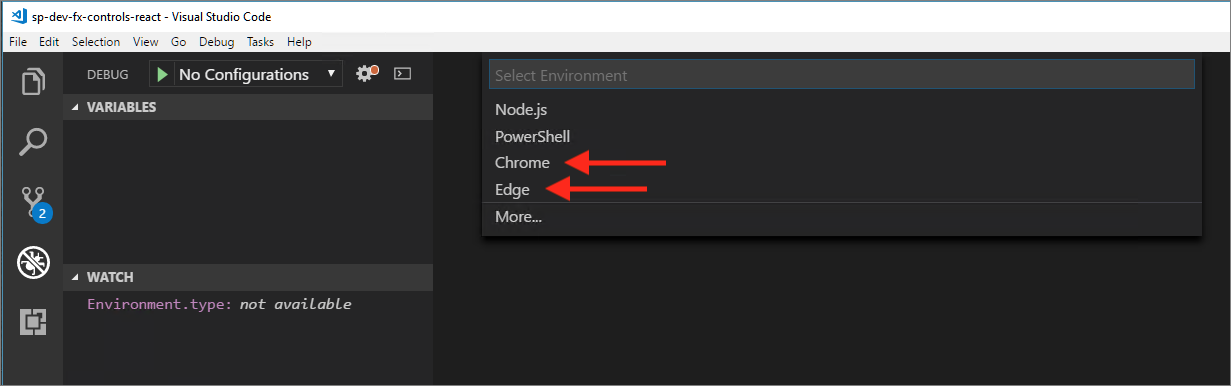 sp-dev-fx-controls-react - Visual Studio Code
File Edit Selection View Go Debug Tasks Help
DEBUG No Configurations
VARIABLES
2
WATCH
Environment.type: not available
Select Environment
Node.js
PowerShell
Chrome
Edge
More...